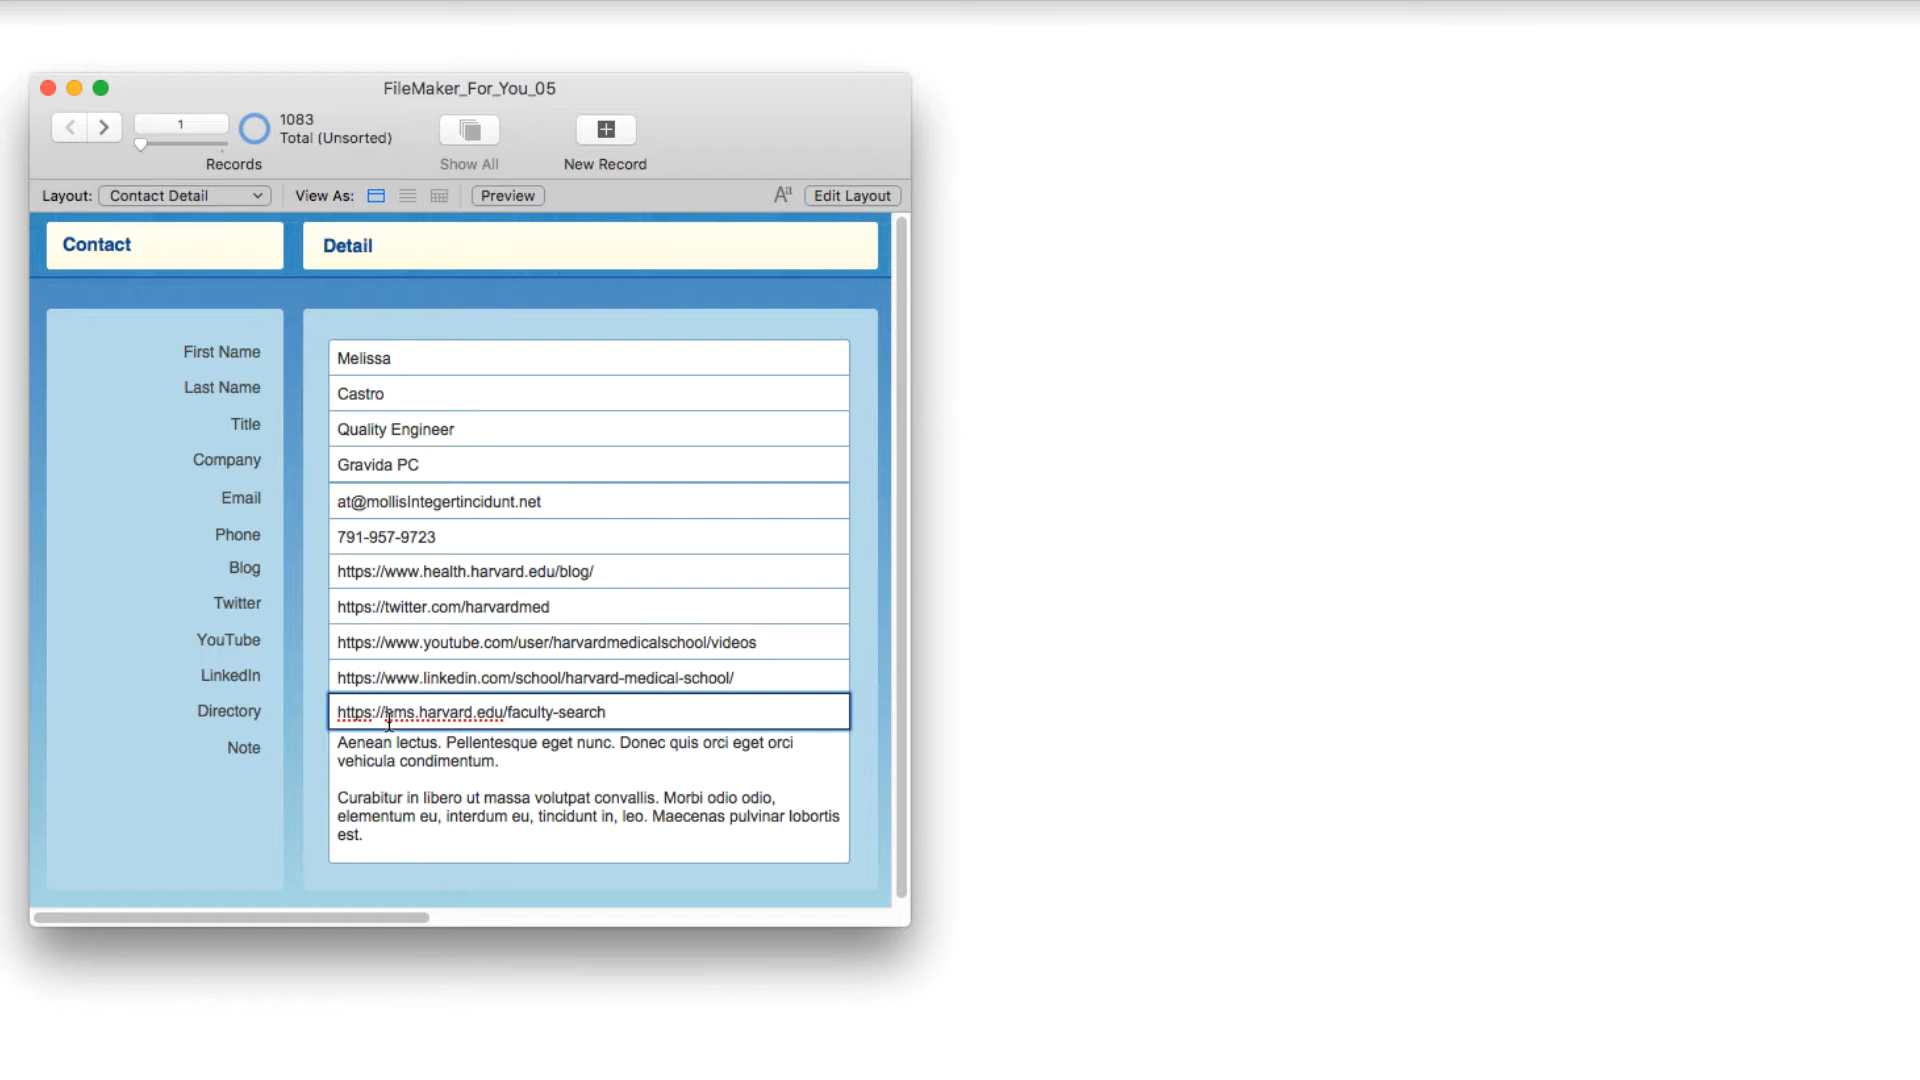 FileMaker_For_You_05
1
1083
Total (Unsorted)
Records
Show All
New Record
Layout: Contact Detail View As: Preview Aa Edit Layout
Contact
Detail
First Name Melissa
Last Name Castro
Title Quality Engineer
Company Gravida PC
Email at@mollisIntegertincidunt.net
Phone 791-957-9723
Blog https://www.health.harvard.edu/blog/
Twitter https://twitter.com/harvardmed
YouTube https://www.youtube.com/user/harvardmedicalschool/videos
LinkedIn https://www.linkedin.com/school/harvard-medical-school/
Directory https://hms.harvard.edu/faculty-search
Note Aenean lectus. Pellentesque eget nunc. Donec quis orci eget orci
vehicula condimentum.
Curabitur in libero ut massa volutpat convallis. Morbi odio odio,
elementum eu, interdum eu, tincidunt in, leo. Maecenas pulvinar lobortis
est.